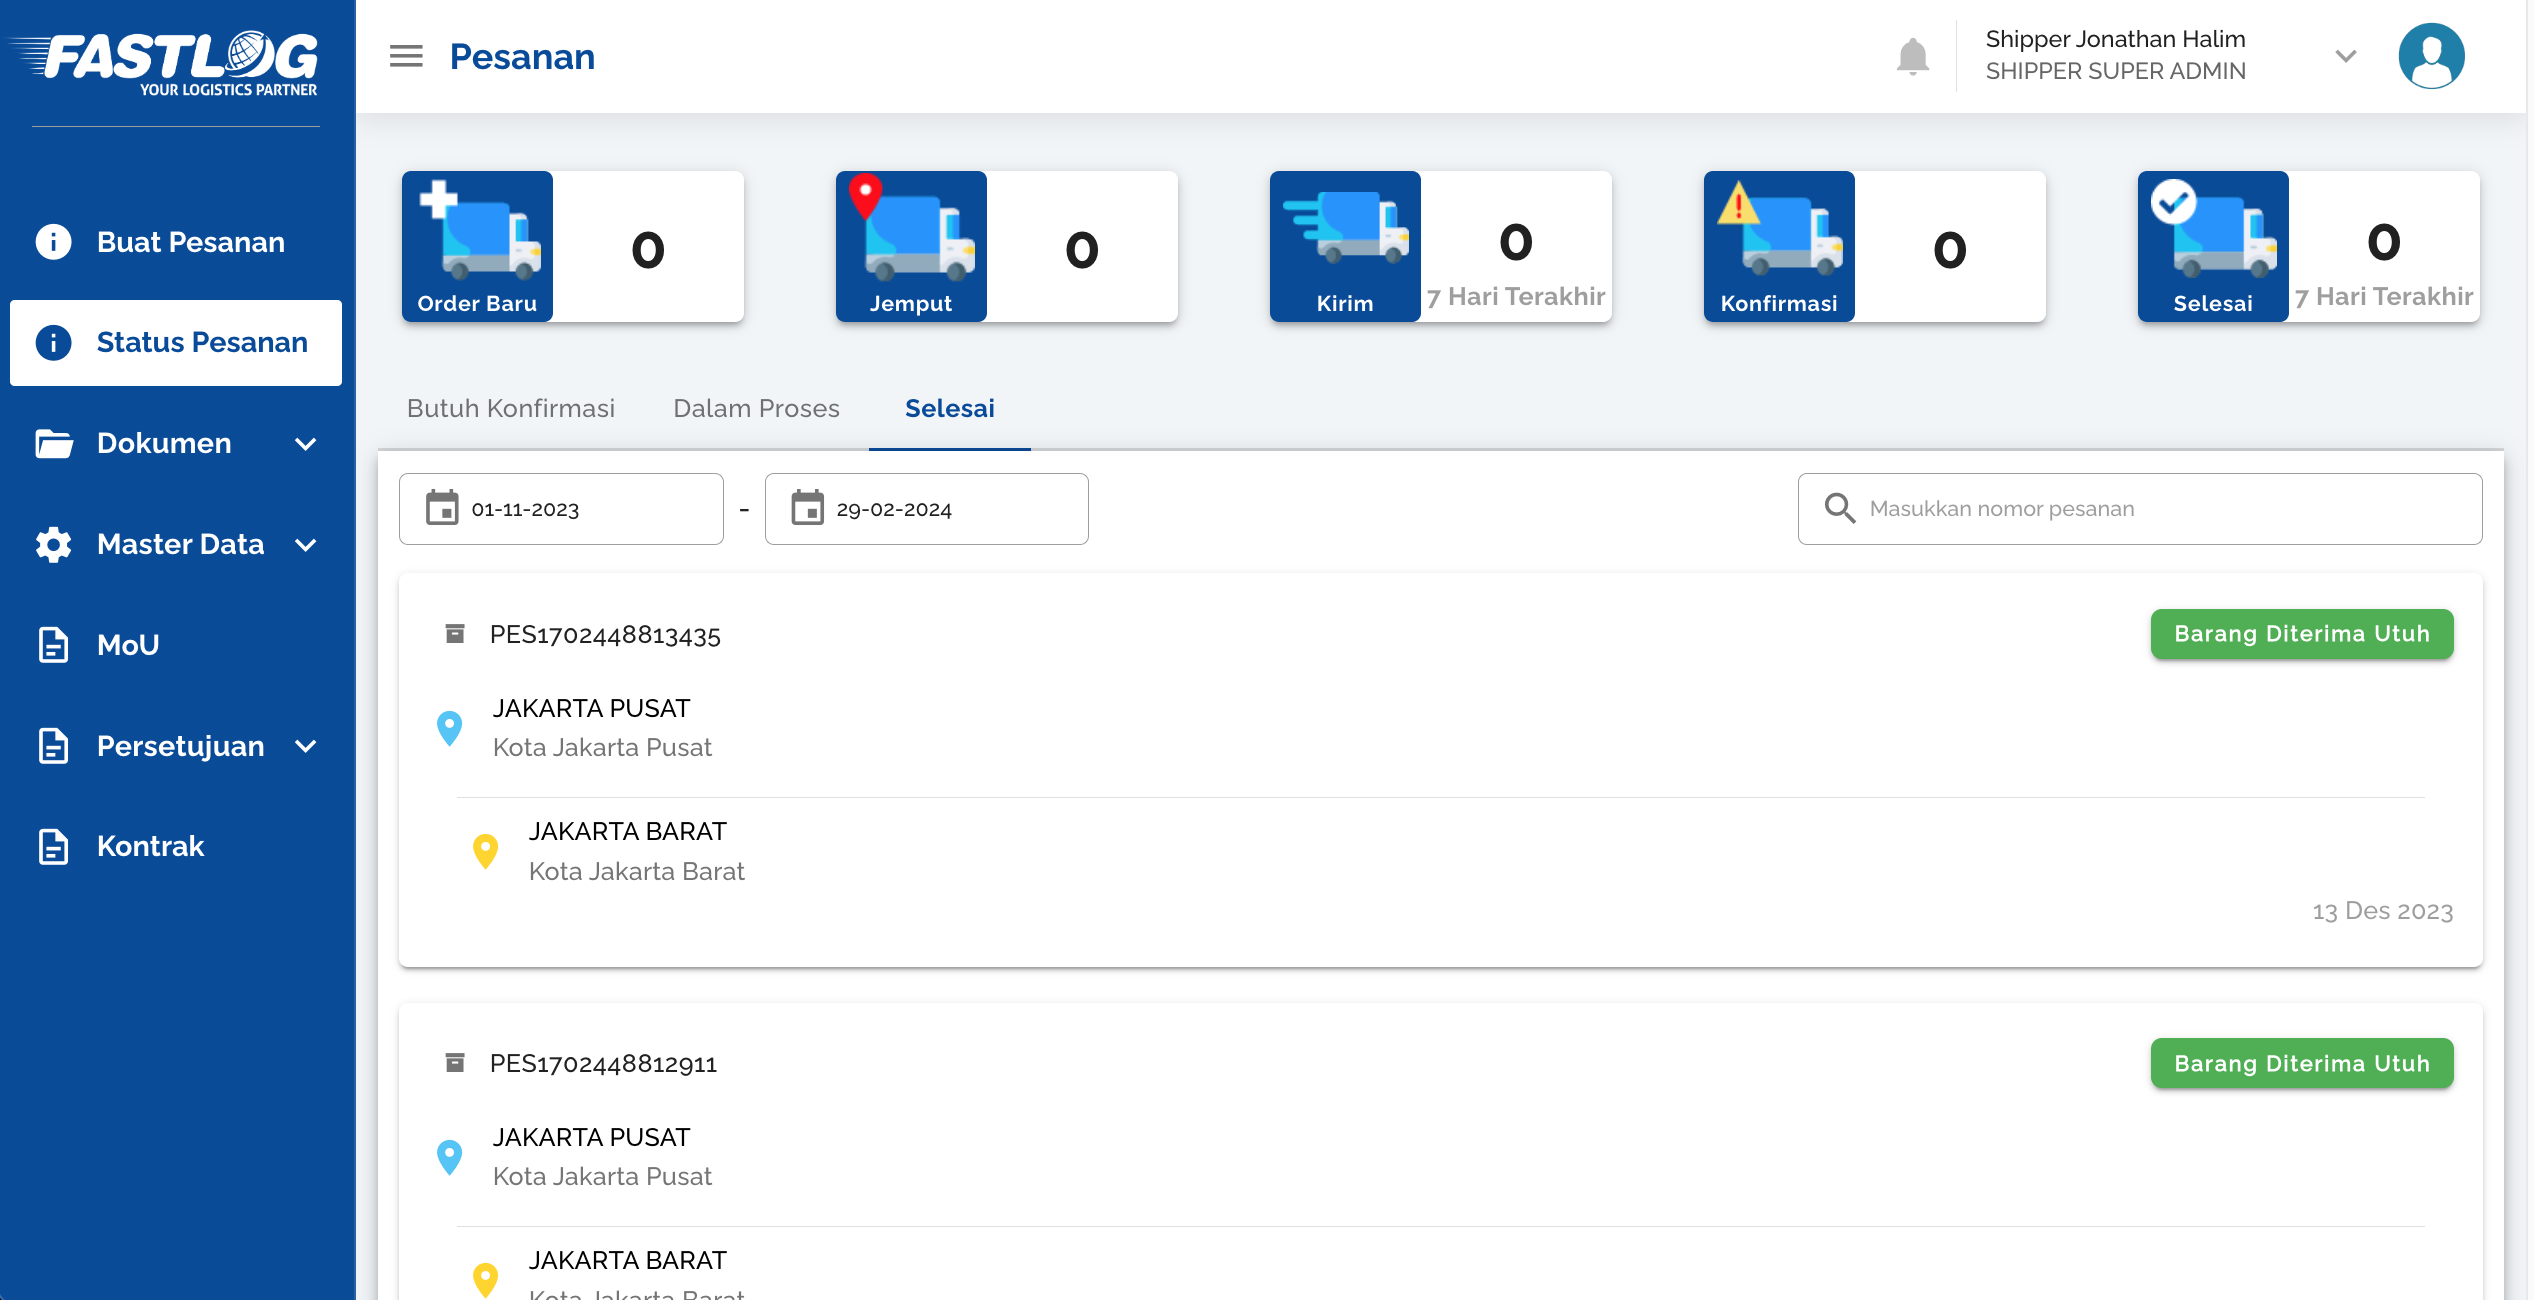 FASTLOG
YOUR LOGISTICS PARTNER
Buat Pesanan
Status Pesanan
Dokumen
Master Data
MoU
Persetujuan
Kontrak
Pesanan
Shipper Jonathan Halim
SHIPPER SUPER ADMIN
Order Baru
0
Jemput
0
Kirim
0
7 Hari Terakhir
Konfirmasi
0
Selesai
0
7 Hari Terakhir
Butuh Konfirmasi
Dalam Proses
Selesai
01-11-2023
-
29-02-2024
Masukkan nomor pesanan
PES1702448813435
Barang Diterima Utuh
JAKARTA PUSAT
Kota Jakarta Pusat
JAKARTA BARAT
Kota Jakarta Barat
13 Des 2023
PES1702448812911
Barang Diterima Utuh
JAKARTA PUSAT
Kota Jakarta Pusat
JAKARTA BARAT
Kota Jakarta Barat